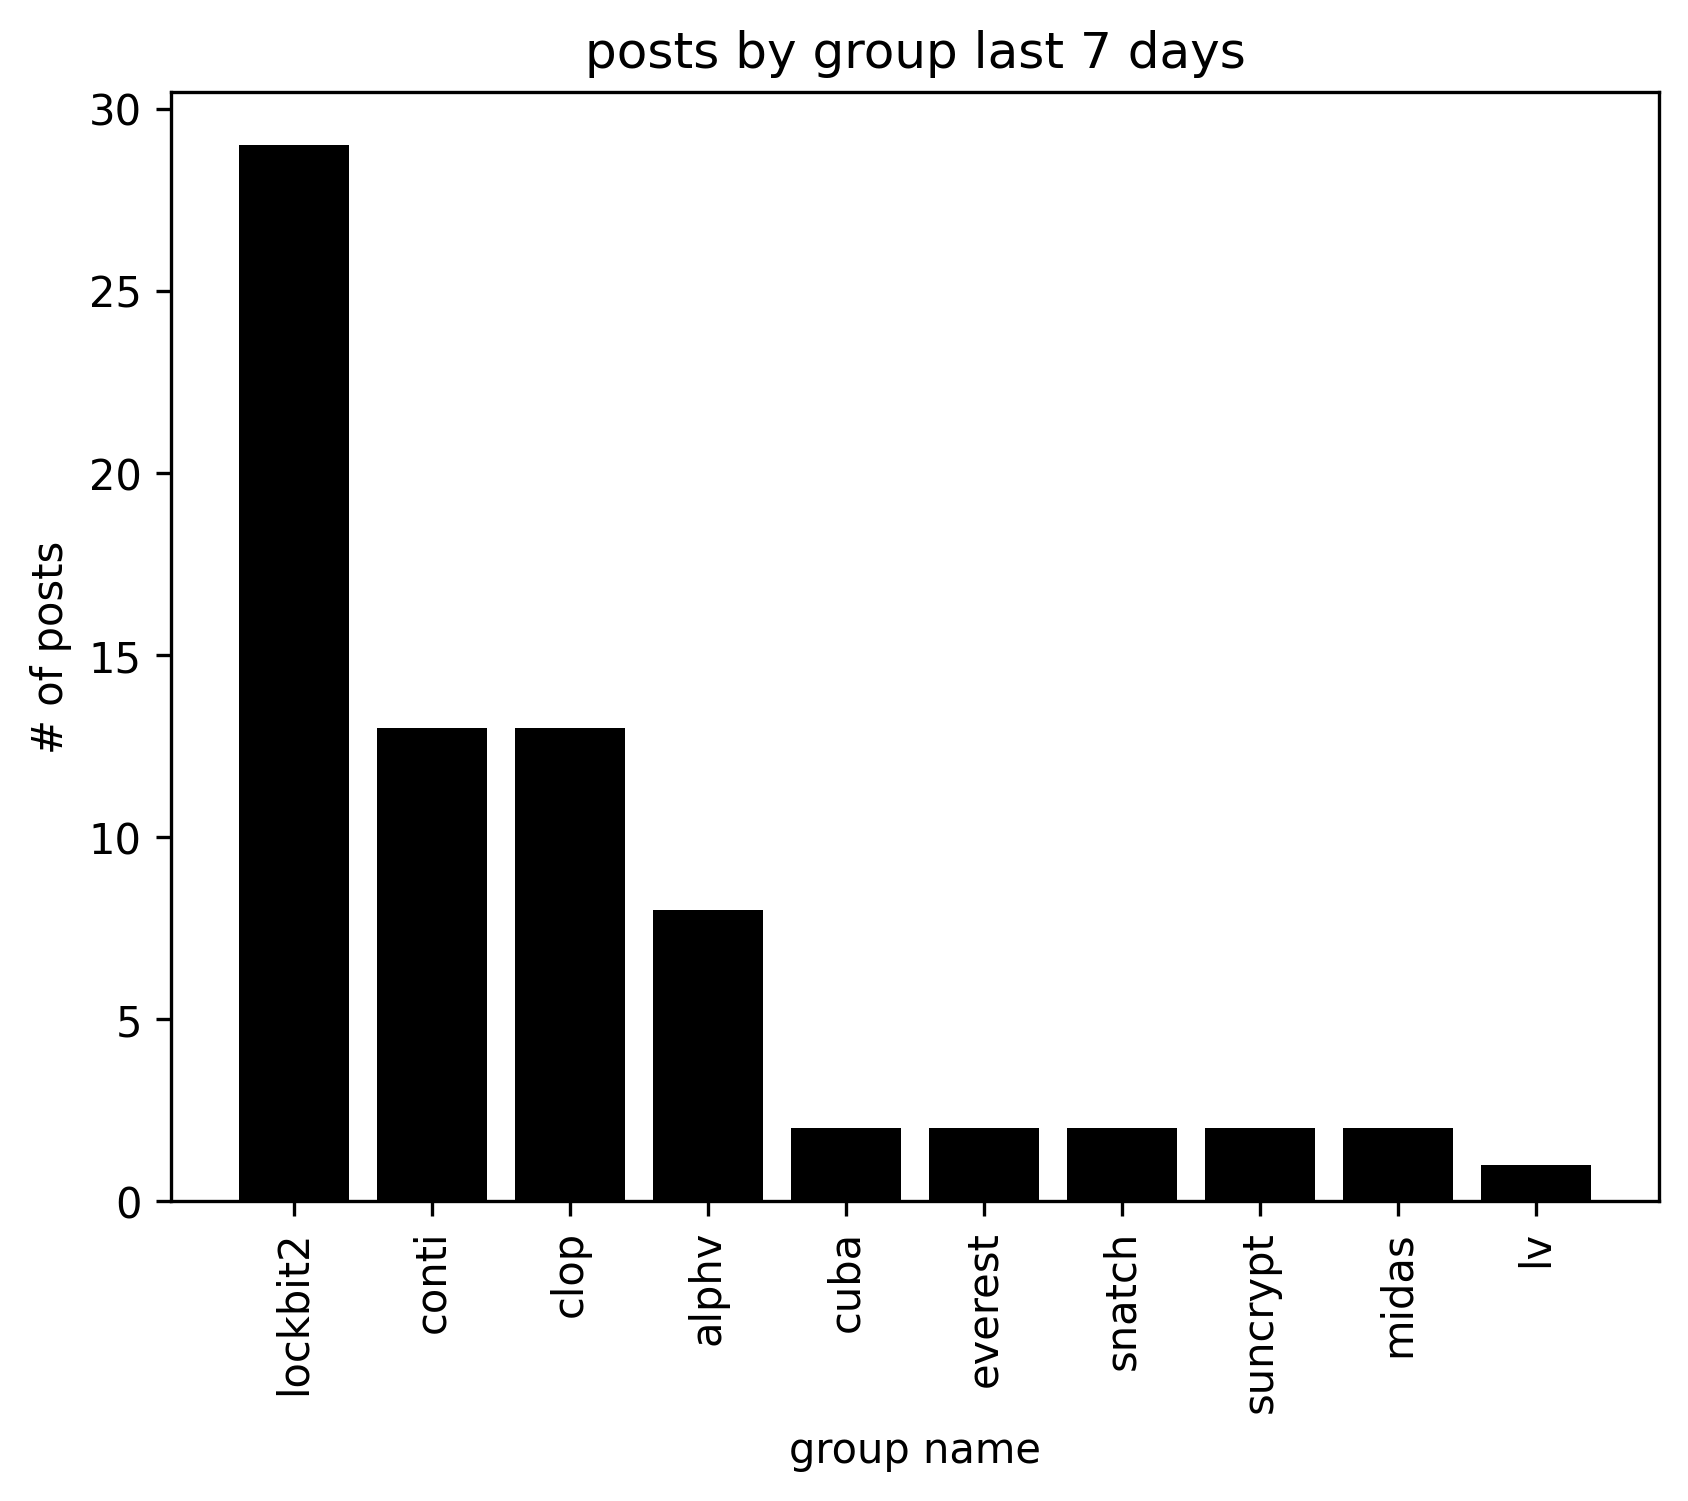 posts by group last 7 days
30
25
20
15
10
5
0
# of posts
lockbit2
conti
clop
alphv
cuba
everest
snatch
suncrypt
midas
lv
group name